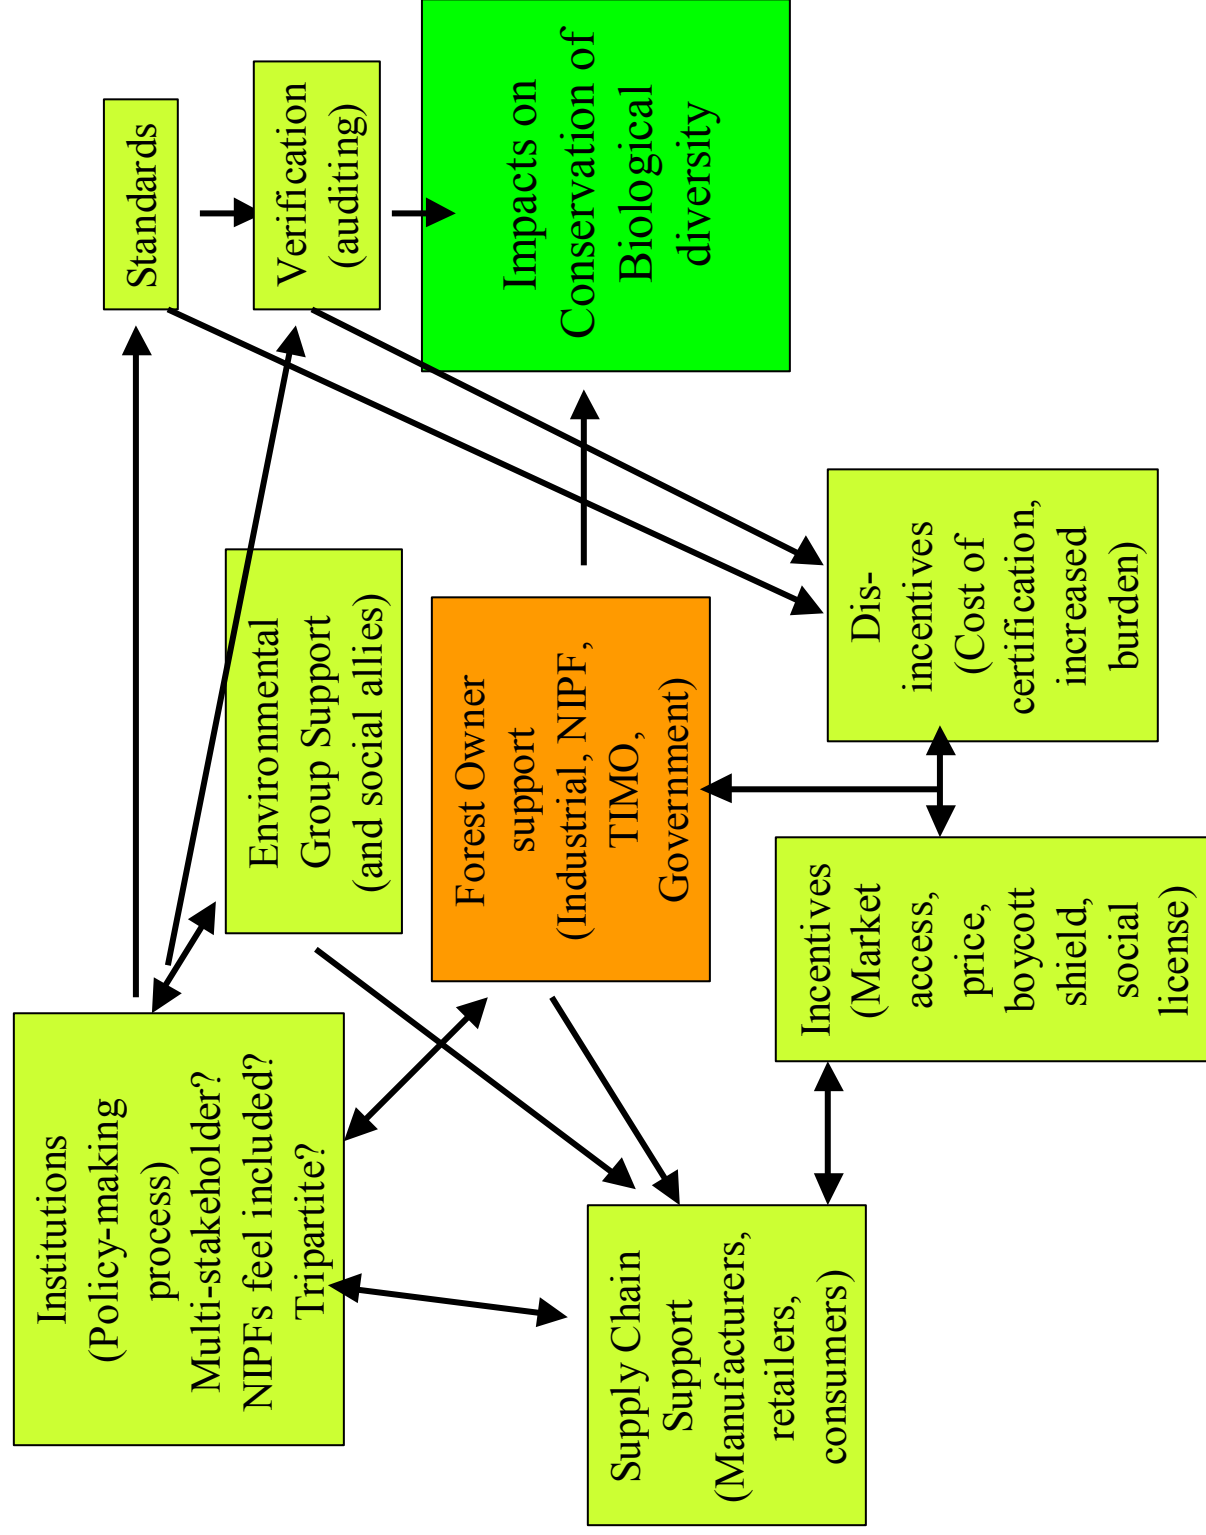 Institutions
(Policy-making
process)
Multi-stakeholder?
NIPFs feel included?
Tripartite?
Standards
Verification
(auditing)
Environmental
Group Support
(and social allies)
Impacts on
Conservation of
Biological
diversity
Forest Owner
support
(Industrial, NIPF,
TIMO,
Government)
Supply Chain
Support
(Manufacturers,
retailers,
consumers)
Incentives
(Market
access,
price,
boycott
shield,
social
license)
Dis-
incentives
(Cost of
certification,
increased
burden)